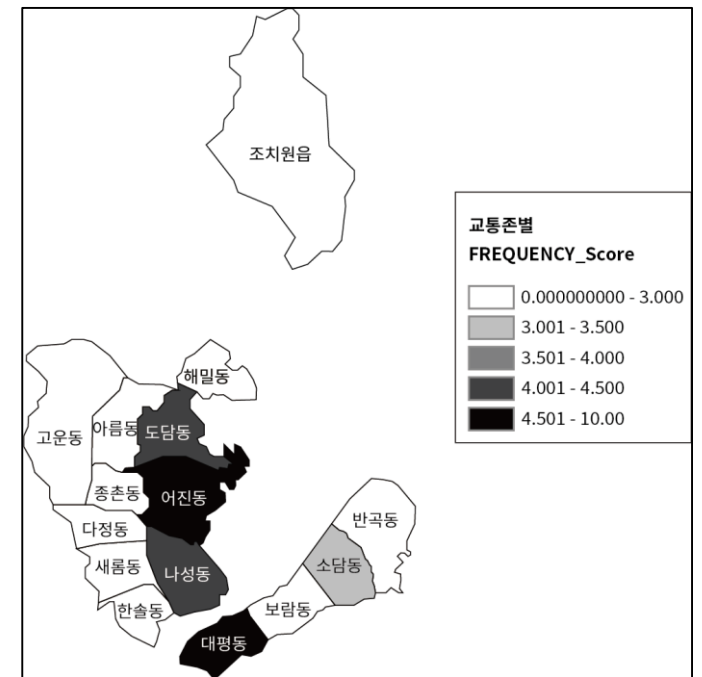 조치원읍
교통존별
FREQUENCY_Score
0.000000000 - 3.000
3.001 - 3.500
3.501 - 4.000
4.001 - 4.500
4.501 - 10.00
해밀동
고운동
아름동
도담동
종촌동
어진동
반곡동
다정동
새롬동
나성동
소담동
한솔동
보람동
대평동